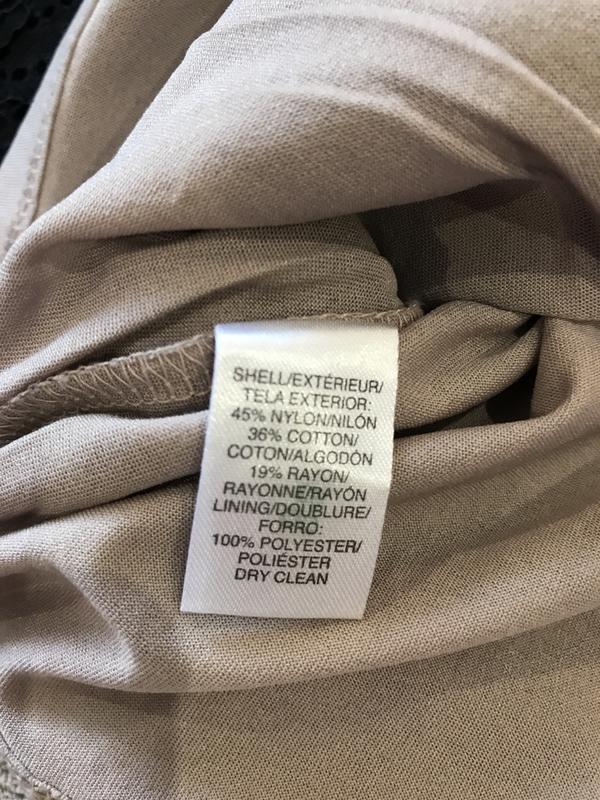 SHELL/EXTÉRIEUR/
TELA EXTERIOR:
45% NYLON/NILÓN
36% COTTON/
COTON/ALGODÓN
19% RAYON/
RAYONNE/RAYÓN
LINING/DOUBLURE/
FORRO:
100% POLYESTER/
POLIÉSTER
DRY CLEAN